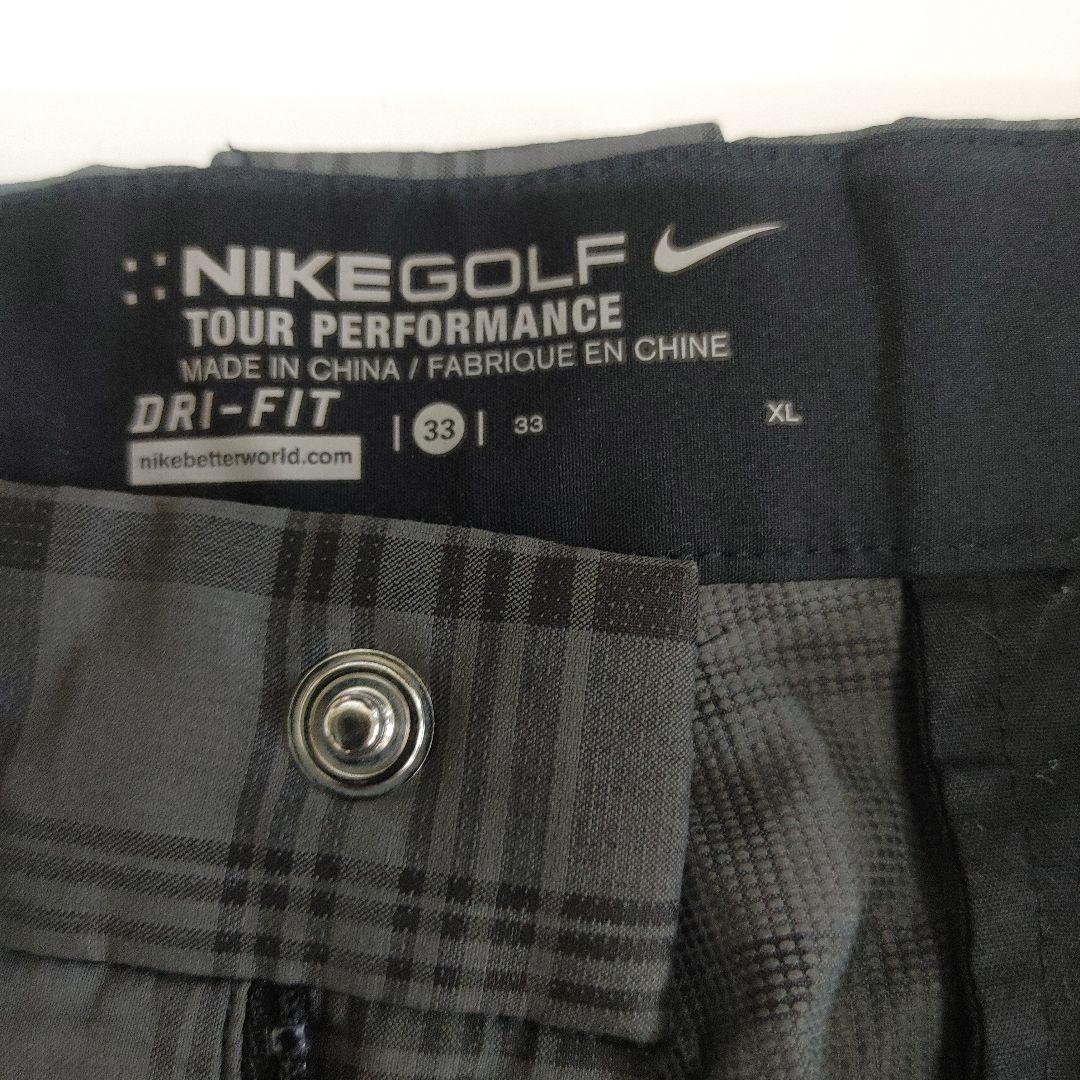 NIKEGOLF
TOUR PERFORMANCE
MADE IN CHINA / FABRIQUE EN CHINE
DRI-FIT | 33 | 33 XL
nikebetterworld.com